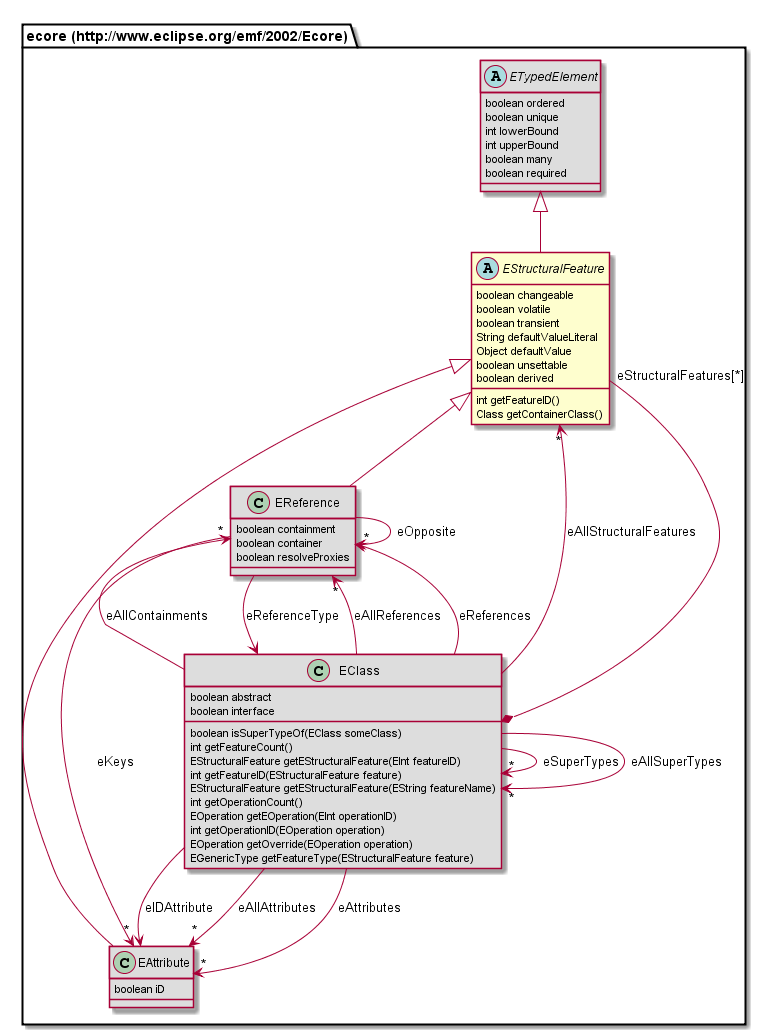 ecore (http://www.eclipse.org/emf/2002/Ecore)
A ETypedElement
boolean ordered
boolean unique
int lowerBound
int upperBound
boolean many
boolean required
A EStructuralFeature
boolean changeable
boolean volatile
boolean transient
String defaultValueLiteral
Object defaultValue
boolean unsettable
boolean derived
int getFeatureID()
Class getContainerClass()
eStructuralFeatures[*]
*
C EReference
boolean containment
boolean container
boolean resolveProxies
*
eOpposite
*
eAllStructuralFeatures
*
eAllContainments
eReferenceType
eAllReferences
eReferences
C EClass
boolean abstract
boolean interface
boolean isSuperTypeOf(EClass someClass)
int getFeatureCount()
EStructuralFeature getEStructuralFeature(EInt featureID)
int getFeatureID(EStructuralFeature feature)
EStructuralFeature getEStructuralFeature(EString featureName)
int getOperationCount()
EOperation getEOperation(EInt operationID)
int getOperationID(EOperation operation)
EOperation getOverride(EOperation operation)
EGenericType getFeatureType(EStructuralFeature feature)
eKeys
*
eSuperTypes
eAllSuperTypes
*
eIDAttribute
eAllAttributes
eAttributes
*
*
*
C EAttribute
boolean iD